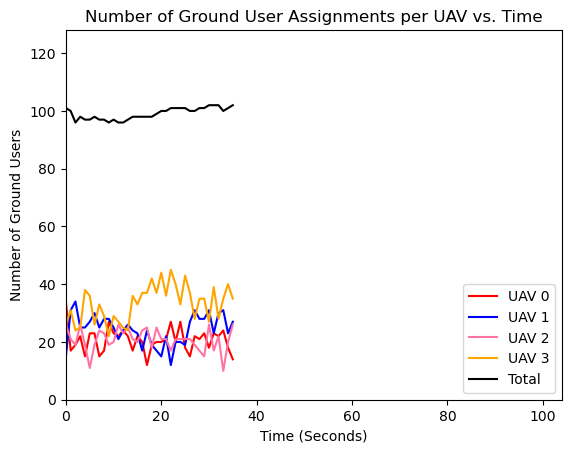 Number of Ground User Assignments per UAV vs. Time
Number of Ground Users
120
100
80
60
40
20
0
0 20 40 60 80 100
Time (Seconds)
UAV 0
UAV 1
UAV 2
UAV 3
Total